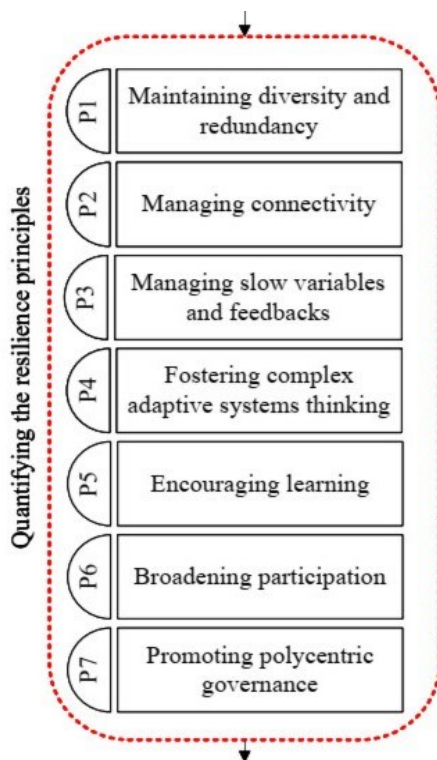 Quantifying the resilience principles
P1
Maintaining diversity and
redundancy
P2
Managing connectivity
P3
Managing slow variables
and feedbacks
P4
Fostering complex
adaptive systems thinking
P5
Encouraging learning
P6
Broadening participation
P7
Promoting polycentric
governance